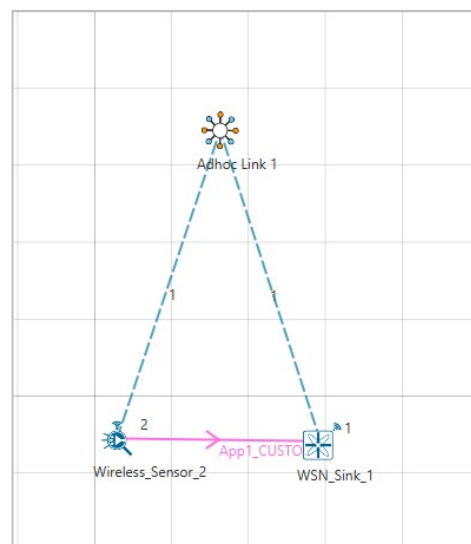 Adhoc Link 1
1
1
2
1
App1_CUSTO
Wireless_Sensor_2
WSN_Sink_1